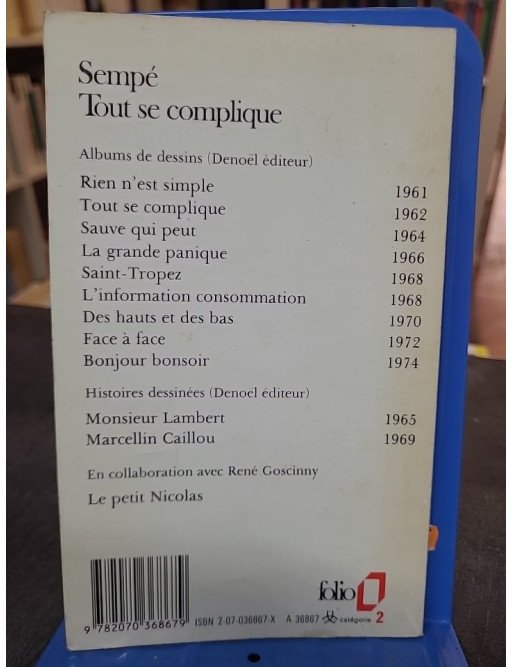 Sempé
Tout se complique
Albums de dessins (Denoël éditeur)
Rien n'est simple 1961
Tout se complique 1962
Sauve qui peut 1964
La grande panique 1966
Saint-Tropez 1968
L'information consommation 1968
Des hauts et des bas 1970
Face à face 1972
Bonjour bonsoir 1974
Histoires dessinées (Denoël éditeur)
Monsieur Lambert 1965
Marcellin Caillou 1969
En collaboration avec René Goscinny
Le petit Nicolas
folio
9 782070 368679 ISBN 2-07-036867-X A 36867 catégorie 2